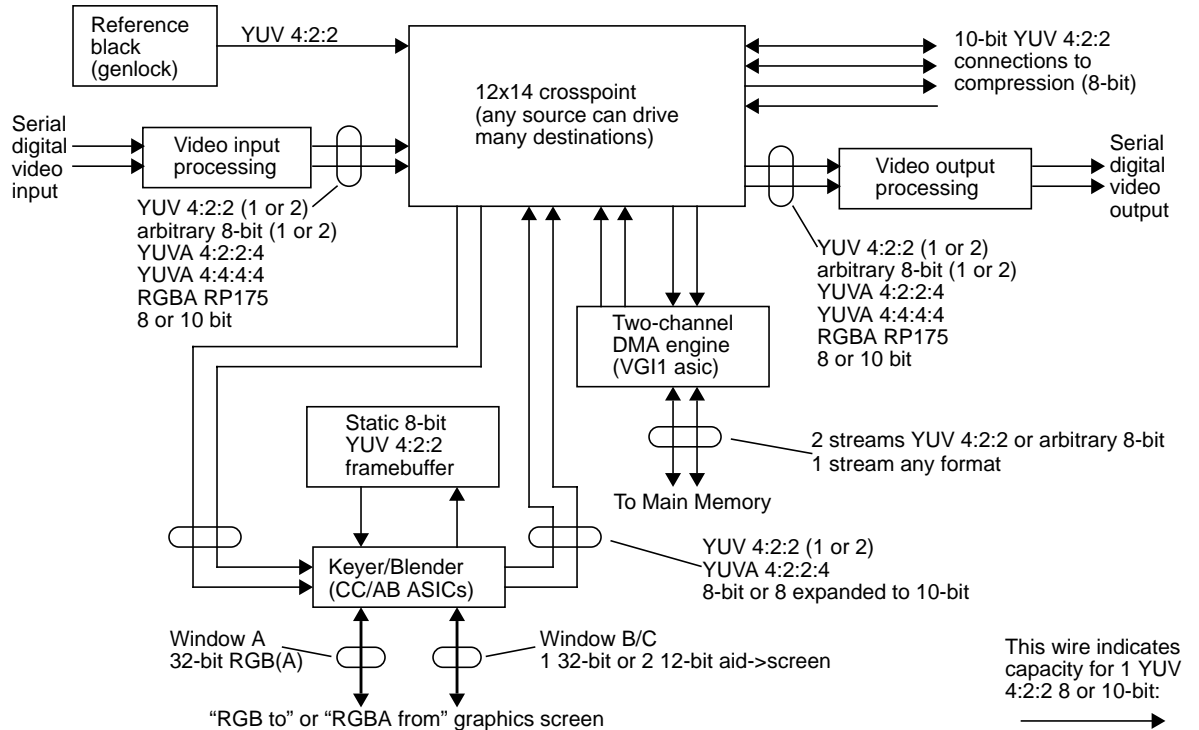 Reference
black
(genlock)
YUV 4:2:2
12x14 crosspoint
(any source can drive
many destinations)
10-bit YUV 4:2:2
connections to
compression (8-bit)
Serial
digital
video
input
Video input
processing
YUV 4:2:2 (1 or 2)
arbitrary 8-bit (1 or 2)
YUVA 4:2:2:4
YUVA 4:4:4:4
RGBA RP175
8 or 10 bit
Video output
processing
Serial
digital
video
output
YUV 4:2:2 (1 or 2)
arbitrary 8-bit (1 or 2)
YUVA 4:2:2:4
YUVA 4:4:4:4
RGBA RP175
8 or 10 bit
Two-channel
DMA engine
(VGI1 asic)
2 streams YUV 4:2:2 or arbitrary 8-bit
1 stream any format
To Main Memory
Static 8-bit
YUV 4:2:2
framebuffer
Keyer/Blender
(CC/AB ASICs)
YUV 4:2:2 (1 or 2)
YUVA 4:2:2:4
8-bit or 8 expanded to 10-bit
Window A
32-bit RGB(A)
Window B/C
1 32-bit or 2 12-bit aid->screen
“RGB to” or “RGBA from” graphics screen
This wire indicates
capacity for 1 YUV
4:2:2 8 or 10-bit: